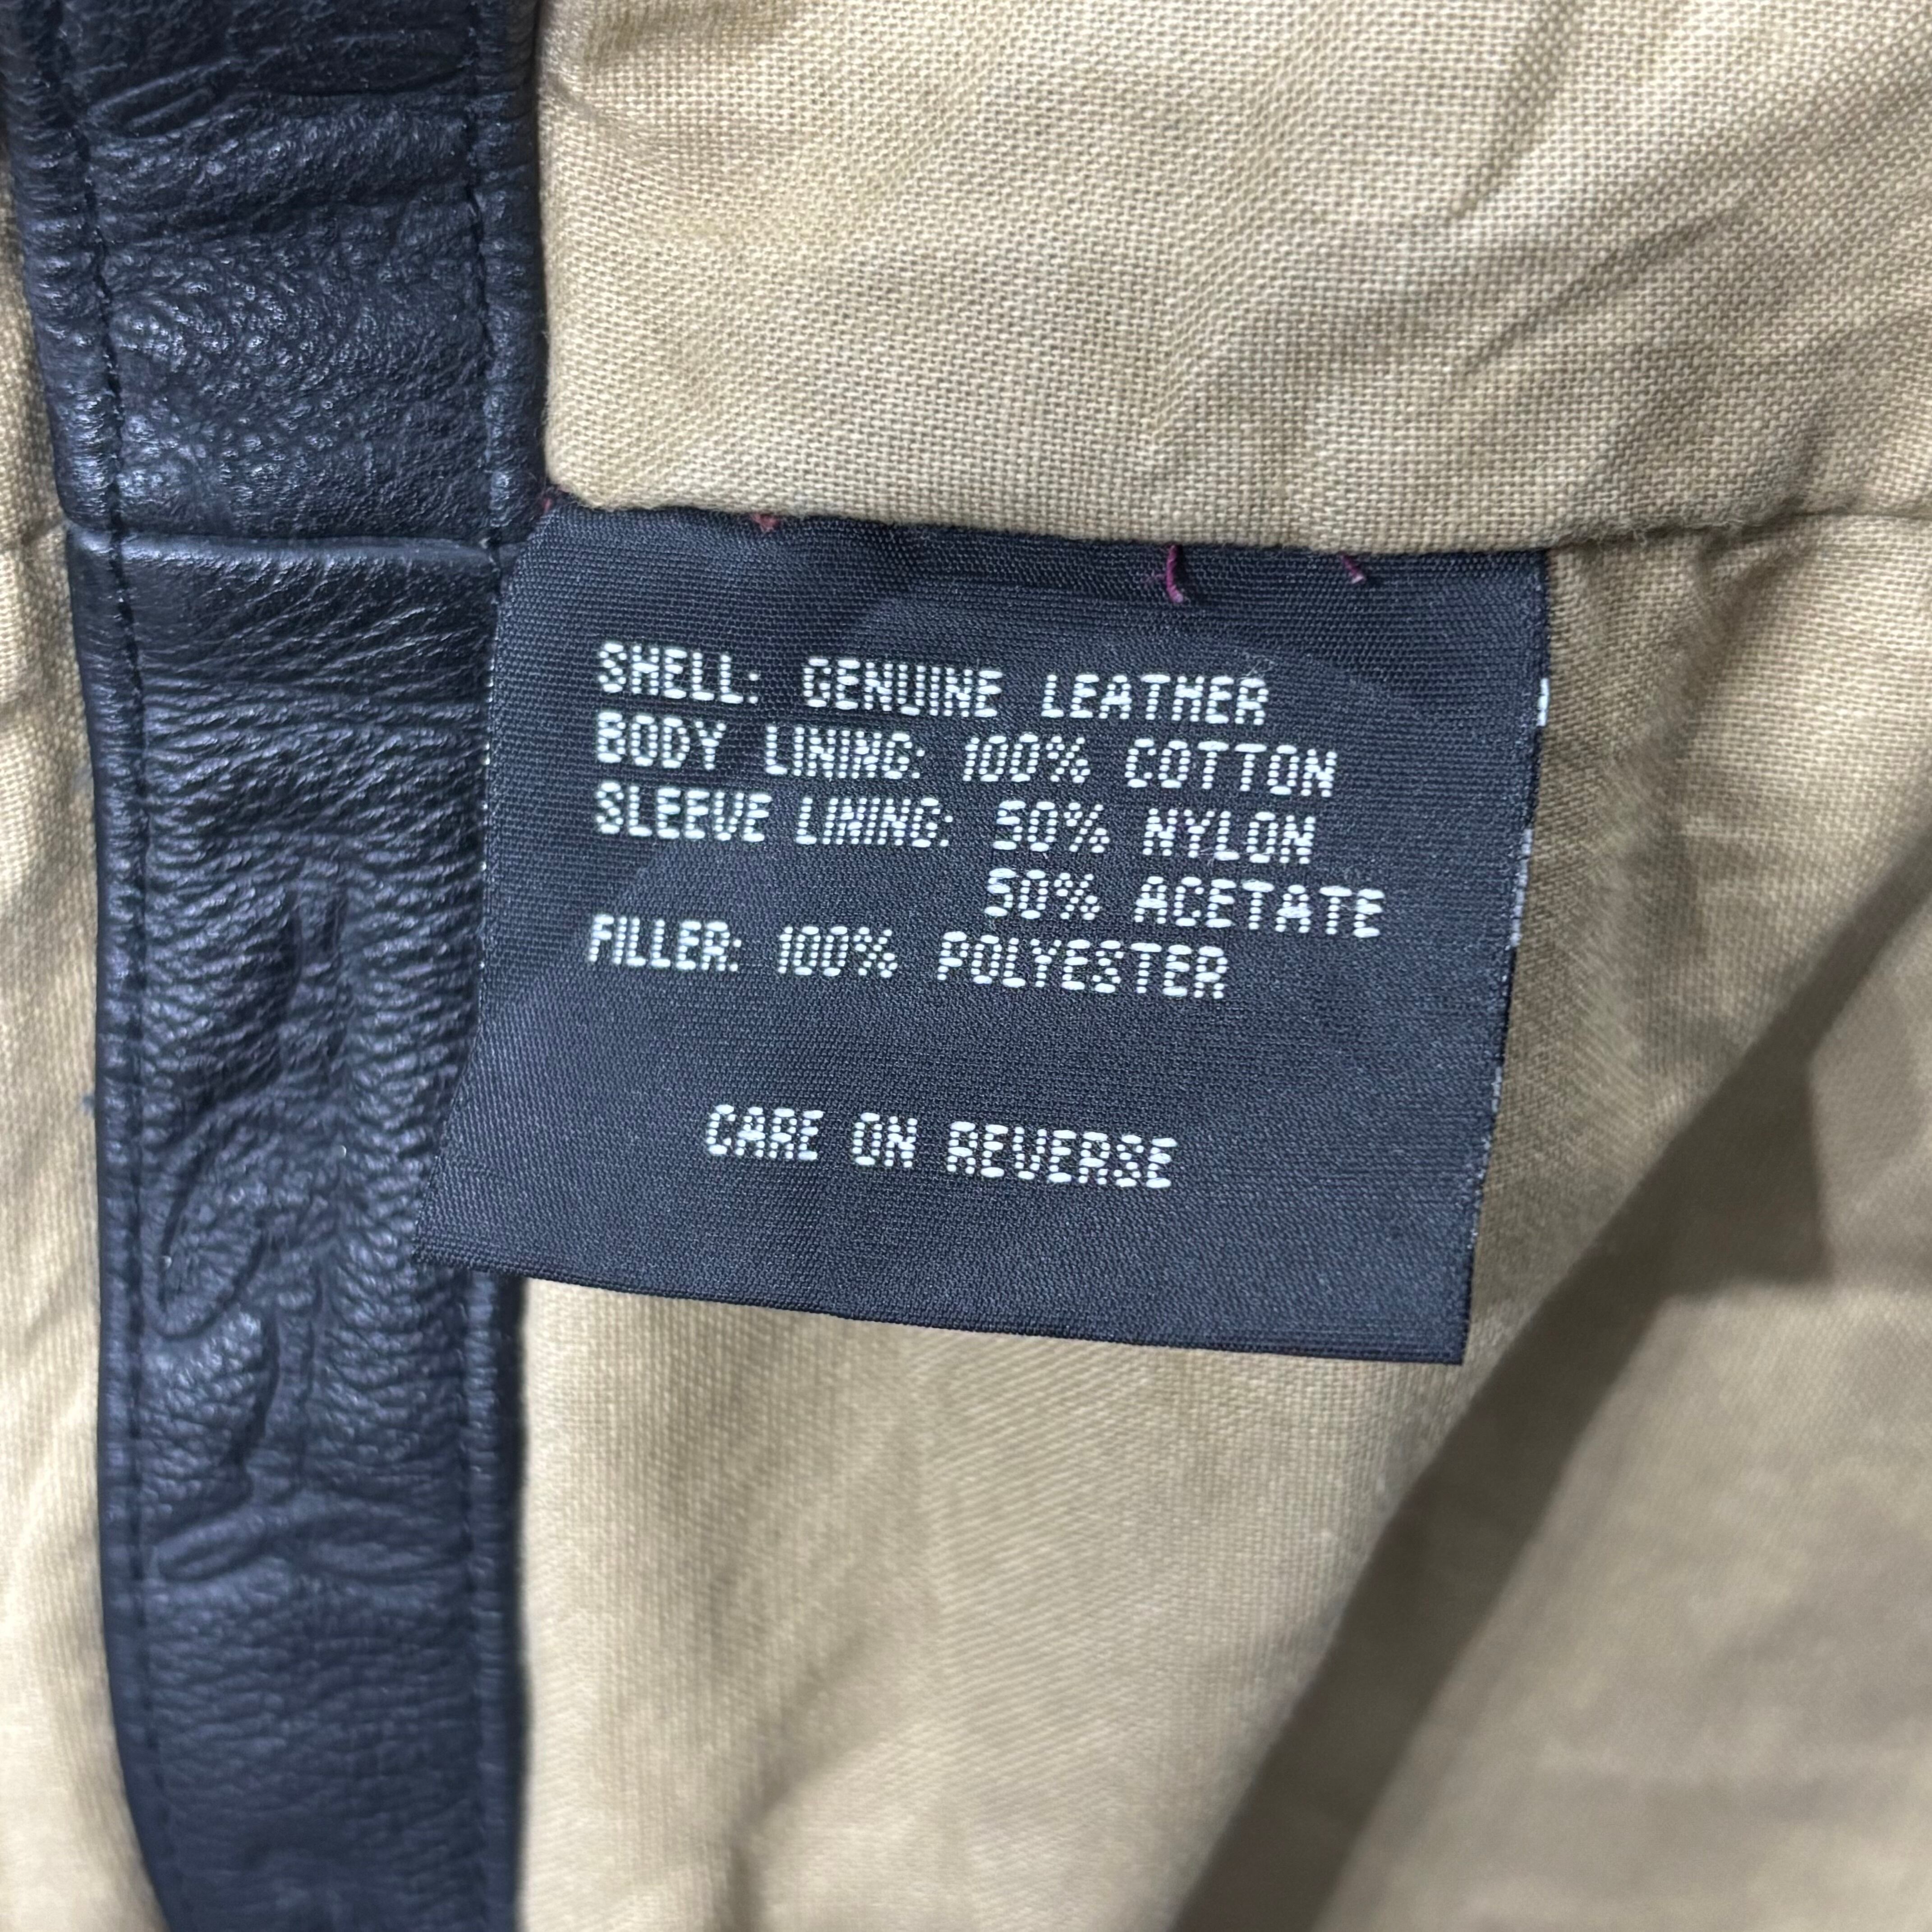 SHELL: GENUINE LEATHER
BODY LINING: 100% COTTON
SLEEVE LINING: 50% NYLON
50% ACETATE
FILLER: 100% POLYESTER
CARE ON REVERSE